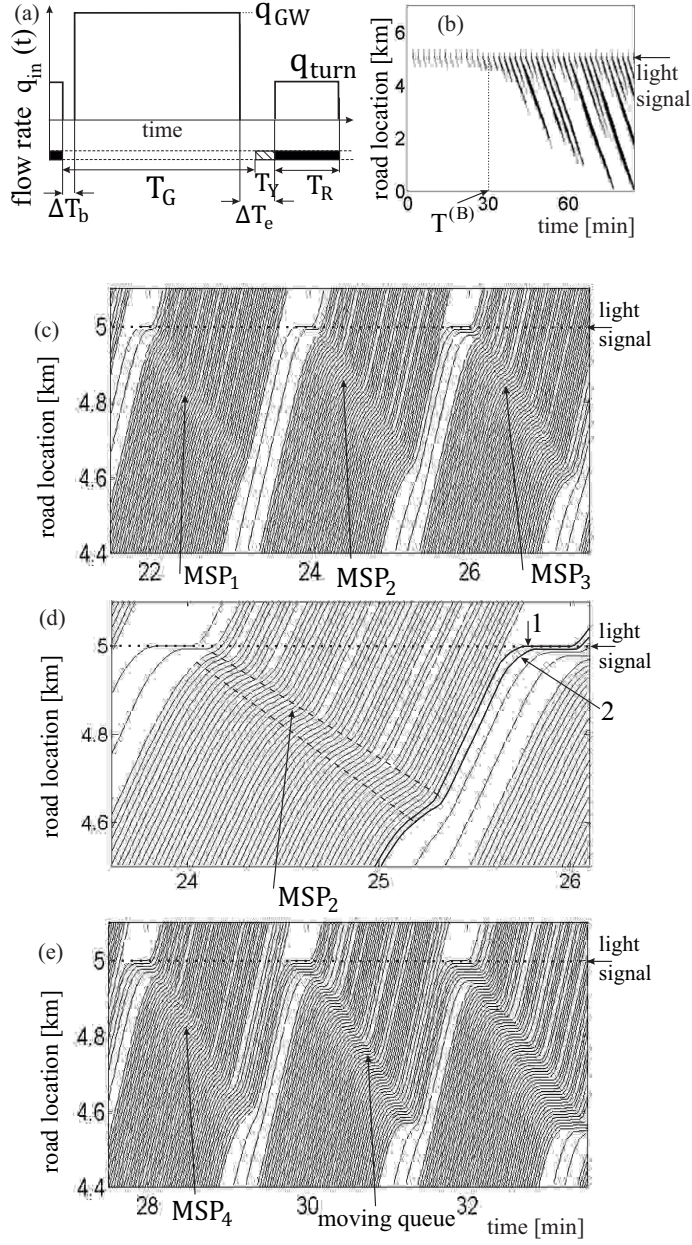 (a)
flow rate q_in (t)
q_GW
q_turn
time
T_G
T_Y
T_R
ΔT_b
ΔT_e
(b)
road location [km]
6
4
2
0
light
signal
0
30
60
T^(B)
time [min]
(c)
road location [km]
5
4.8
4.6
4.4
light
signal
22
24
26
MSP_1
MSP_2
MSP_3
(d)
road location [km]
5
4.8
4.6
1
2
light
signal
24
25
26
MSP_2
(e)
road location [km]
5
4.8
4.6
4.4
light
signal
28
30
32
MSP_4
moving queue
time [min]